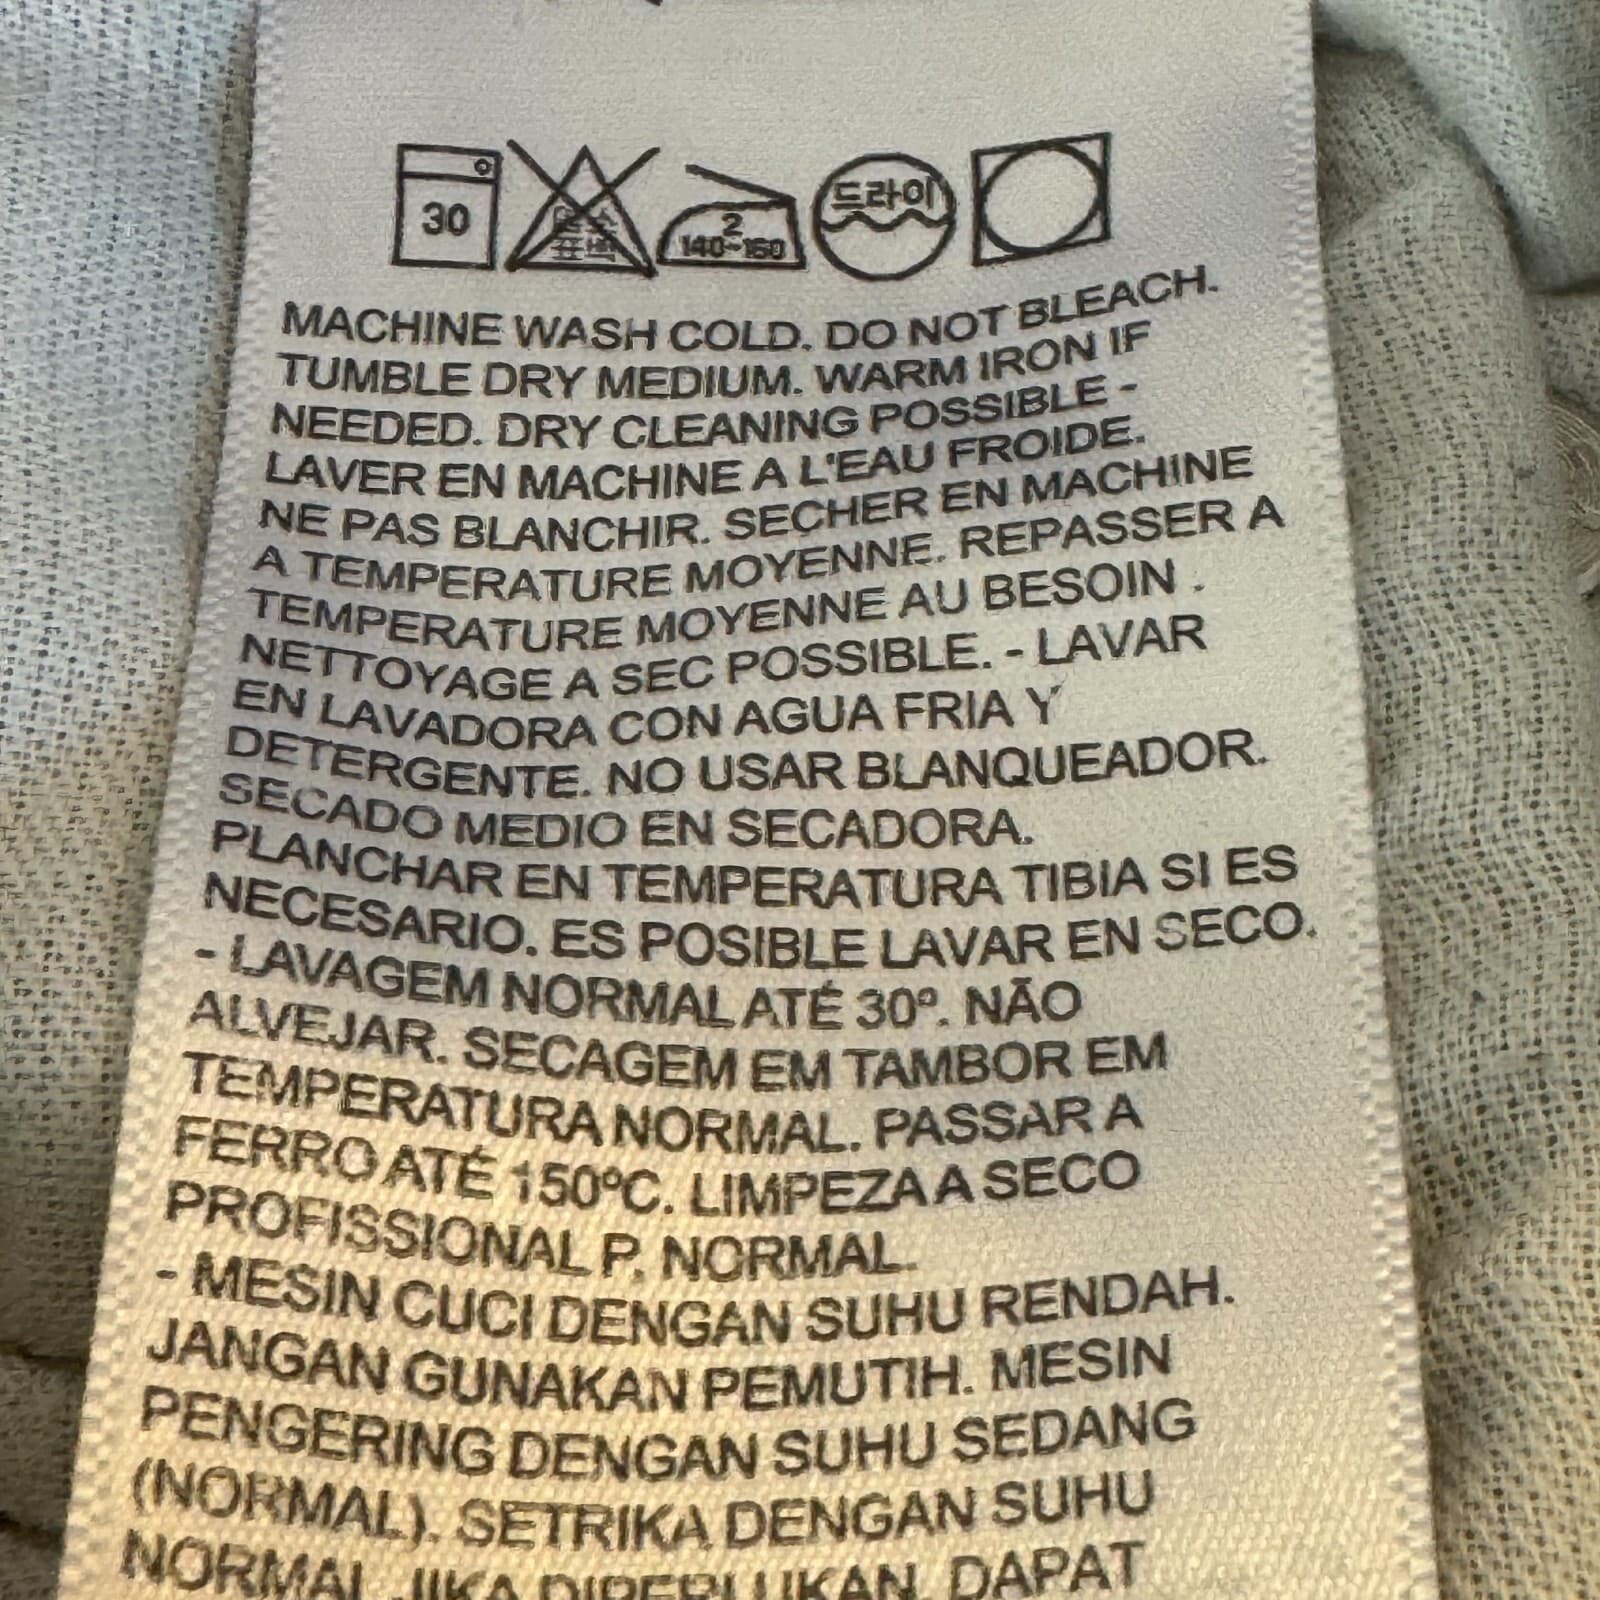 30
2
140~160
드라이
MACHINE WASH COLD. DO NOT BLEACH.
TUMBLE DRY MEDIUM. WARM IRON IF
NEEDED. DRY CLEANING POSSIBLE -
LAVER EN MACHINE A L'EAU FROIDE.
NE PAS BLANCHIR. SECHER EN MACHINE
A TEMPERATURE MOYENNE. REPASSER A
TEMPERATURE MOYENNE AU BESOIN .
NETTOYAGE A SEC POSSIBLE. - LAVAR
EN LAVADORA CON AGUA FRIA Y
DETERGENTE. NO USAR BLANQUEADOR.
SECADO MEDIO EN SECADORA.
PLANCHAR EN TEMPERATURA TIBIA SI ES
NECESARIO. ES POSIBLE LAVAR EN SECO.
- LAVAGEM NORMAL ATÉ 30º. NÃO
ALVEJAR. SECAGEM EM TAMBOR EM
TEMPERATURA NORMAL. PASSAR A
FERRO ATÉ 150ºC. LIMPEZA A SECO
PROFISSIONAL P. NORMAL.
- MESIN CUCI DENGAN SUHU RENDAH.
JANGAN GUNAKAN PEMUTIH. MESIN
PENGERING DENGAN SUHU SEDANG
(NORMAL). SETRIKA DENGAN SUHU
NORMAL JIKA DIPERLUKAN. DAPAT